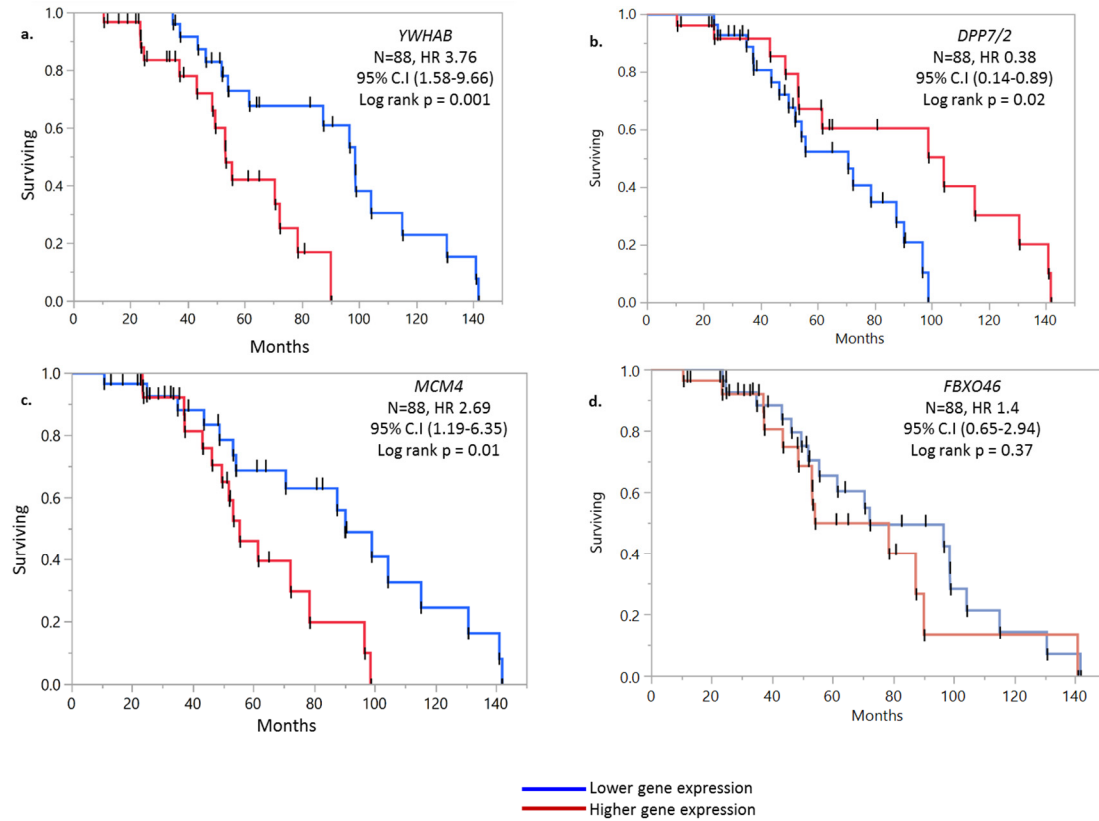 a.
YWHAB
N=88, HR 3.76
95% C.I (1.58-9.66)
Log rank p = 0.001
Surviving
1.0
0.8
0.6
0.4
0.2
0.0
0 20 40 60 80 100 120 140
Months
b.
DPP7/2
N=88, HR 0.38
95% C.I (0.14-0.89)
Log rank p = 0.02
Surviving
1.0
0.8
0.6
0.4
0.2
0.0
0 20 40 60 80 100 120 140
Months
c.
MCM4
N=88, HR 2.69
95% C.I (1.19-6.35)
Log rank p = 0.01
Surviving
1.0
0.8
0.6
0.4
0.2
0.0
0 20 40 60 80 100 120 140
Months
d.
FBXO46
N=88, HR 1.4
95% C.I (0.65-2.94)
Log rank p = 0.37
Surviving
1.0
0.8
0.6
0.4
0.2
0.0
0 20 40 60 80 100 120 140
Months
Lower gene expression
Higher gene expression